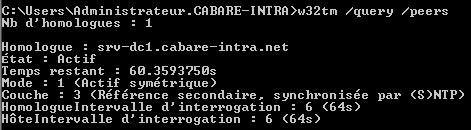 C:\Users\Administrateur.CABARE-INTRA>w32tm /query /peers
Nb d'homologues : 1
Homologue : srv-dc1.cabare-intra.net
État : Actif
Temps restant : 60.3593750s
Mode : 1 (Actif symétrique)
Couche : 3 (Référence secondaire, synchronisée par (S)NTP)
HomologueIntervalle d'interrogation : 6 (64s)
HôteIntervalle d'interrogation : 6 (64s)